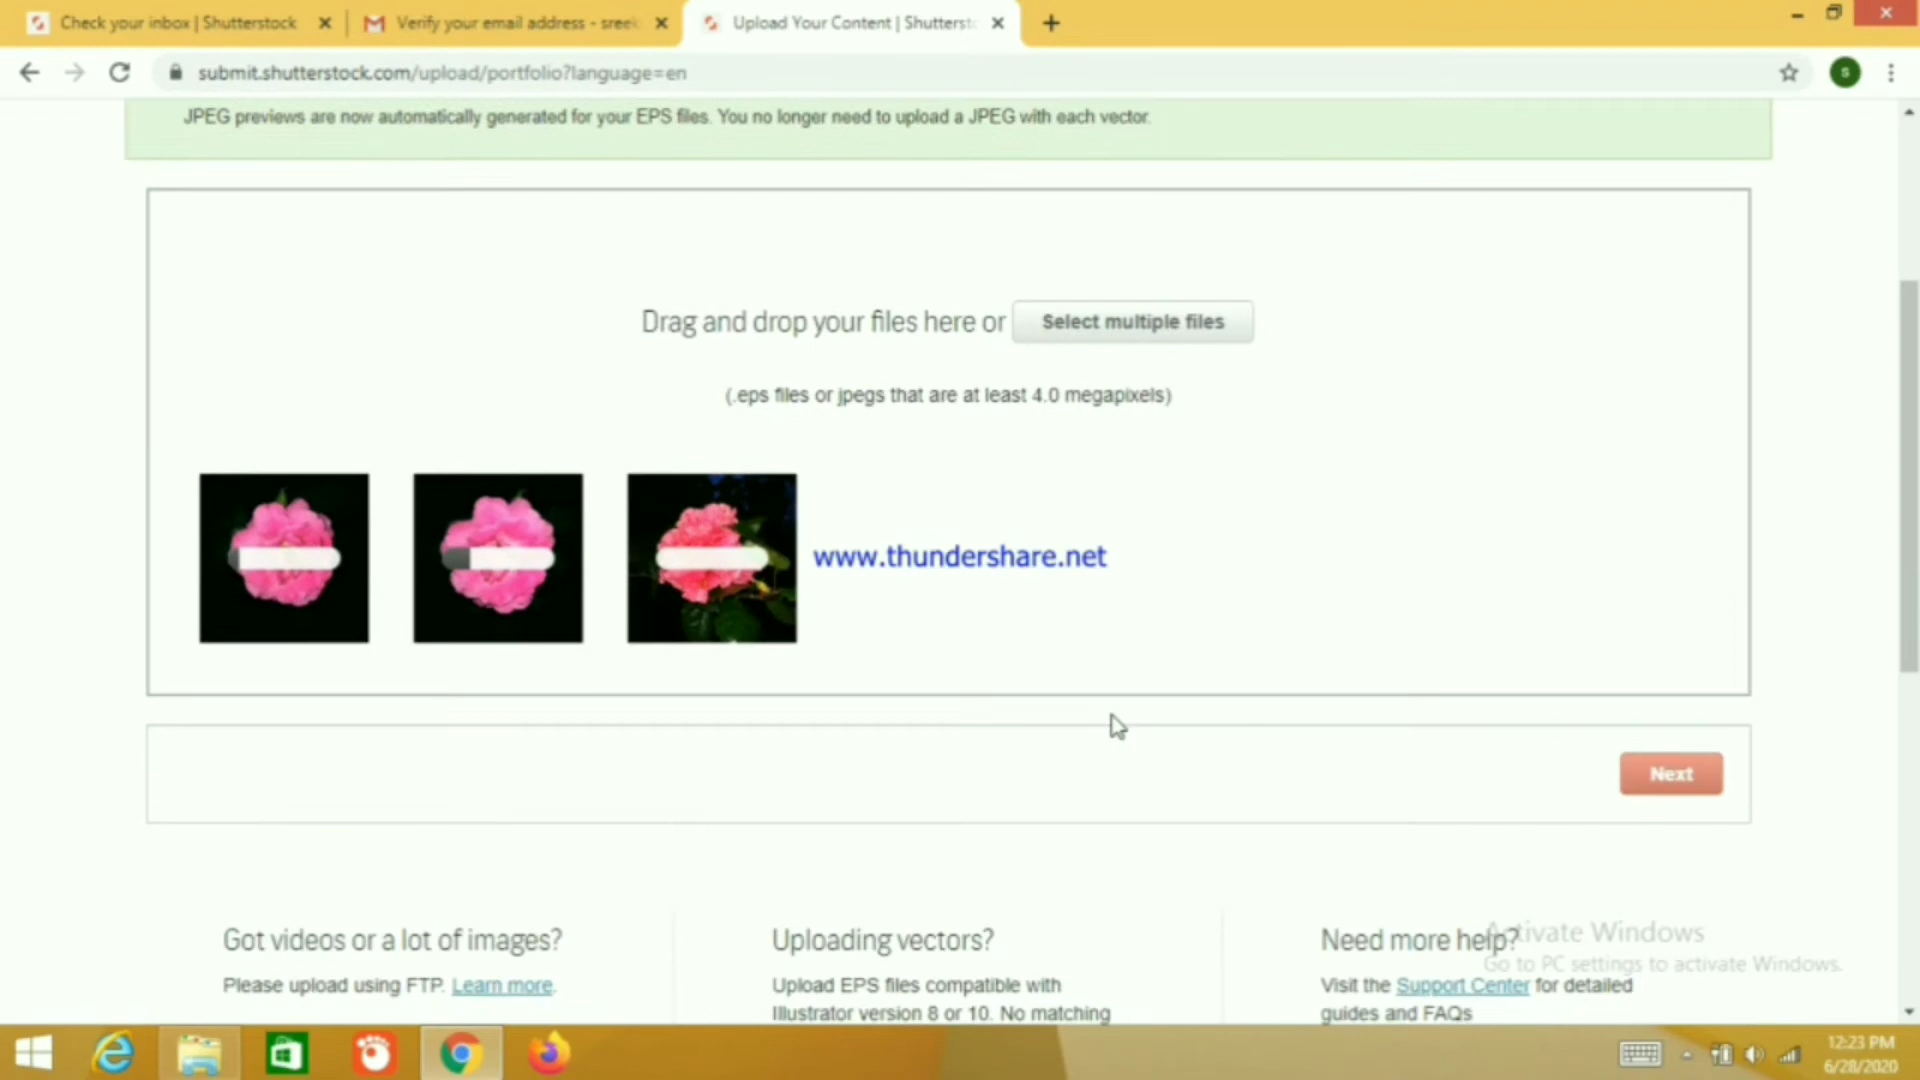 Check your inbox | Shutterstock
Verify your email address - sreek
Upload Your Content | Shuttersto
submit.shutterstock.com/upload/portfolio?language=en
S
JPEG previews are now automatically generated for your EPS files. You no longer need to upload a JPEG with each vector.
Drag and drop your files here or Select multiple files
(.eps files or jpegs that are at least 4.0 megapixels)
www.thundershare.net
Next
Got videos or a lot of images?
Please upload using FTP. Learn more.
Uploading vectors?
Upload EPS files compatible with
Illustrator version 8 or 10. No matching
Need more help?
Visit the Support Center for detailed
guides and FAQs
Activate Windows
Go to PC settings to activate Windows.
12:23 PM
6/28/2020